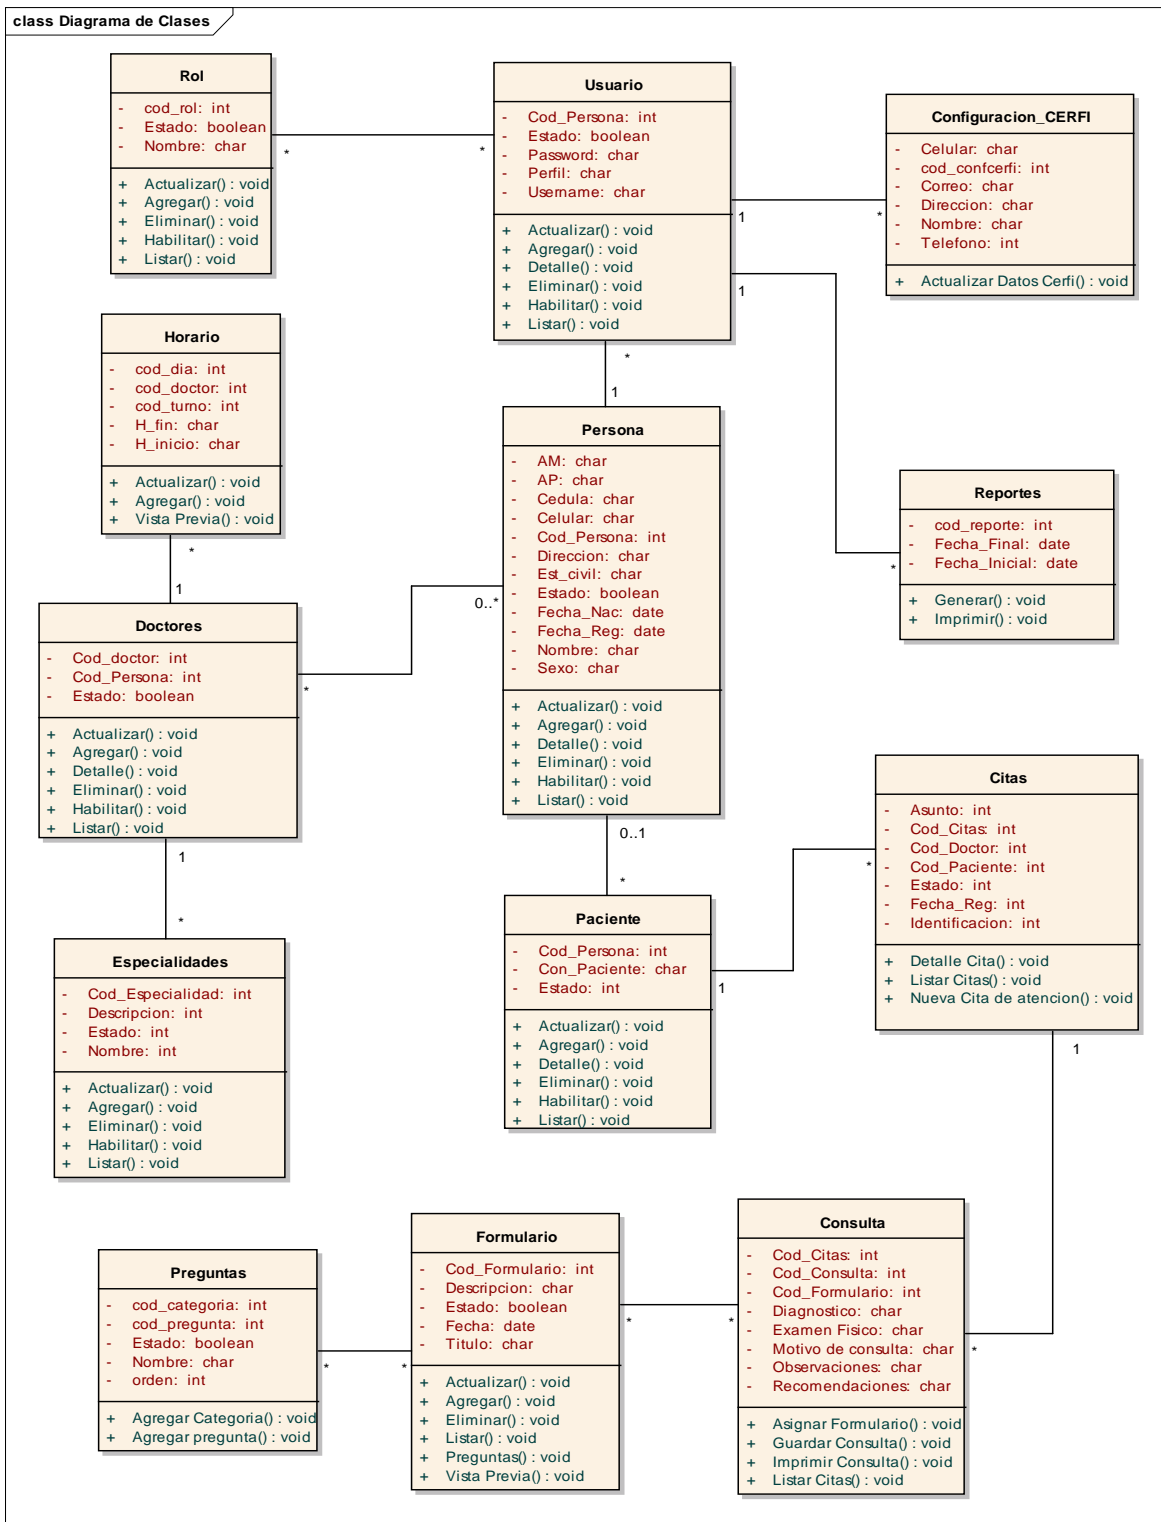 class Diagrama de Clases
Rol
- cod_rol: int
- Estado: boolean
- Nombre: char
+ Actualizar() : void
+ Agregar() : void
+ Eliminar() : void
+ Habilitar() : void
+ Listar() : void
*
*
Usuario
- Cod_Persona: int
- Estado: boolean
- Password: char
- Perfil: char
- Username: char
+ Actualizar() : void
+ Agregar() : void
+ Detalle() : void
+ Eliminar() : void
+ Habilitar() : void
+ Listar() : void
1
*
1
*
1
Configuracion_CERFI
- Celular: char
- cod_confcerfi: int
- Correo: char
- Direccion: char
- Nombre: char
- Telefono: int
+ Actualizar Datos Cerfi() : void
Horario
- cod_dia: int
- cod_doctor: int
- cod_turno: int
- H_fin: char
- H_inicio: char
+ Actualizar() : void
+ Agregar() : void
+ Vista Previa() : void
*
1
Persona
- AM: char
- AP: char
- Cedula: char
- Celular: char
- Cod_Persona: int
- Direccion: char
- Est_civil: char
- Estado: boolean
- Fecha_Nac: date
- Fecha_Reg: date
- Nombre: char
- Sexo: char
+ Actualizar() : void
+ Agregar() : void
+ Detalle() : void
+ Eliminar() : void
+ Habilitar() : void
+ Listar() : void
0..*
*
0..1
*
Reportes
- cod_reporte: int
- Fecha_Final: date
- Fecha_Inicial: date
+ Generar() : void
+ Imprimir() : void
*
Doctores
- Cod_doctor: int
- Cod_Persona: int
- Estado: boolean
+ Actualizar() : void
+ Agregar() : void
+ Detalle() : void
+ Eliminar() : void
+ Habilitar() : void
+ Listar() : void
1
*
Citas
- Asunto: int
- Cod_Citas: int
- Cod_Doctor: int
- Cod_Paciente: int
- Estado: int
- Fecha_Reg: int
- Identificacion: int
+ Detalle Cita() : void
+ Listar Citas() : void
+ Nueva Cita de atencion() : void
*
1
Paciente
- Cod_Persona: int
- Con_Paciente: char
- Estado: int
+ Actualizar() : void
+ Agregar() : void
+ Detalle() : void
+ Eliminar() : void
+ Habilitar() : void
+ Listar() : void
1
Especialidades
- Cod_Especialidad: int
- Descripcion: int
- Estado: int
- Nombre: int
+ Actualizar() : void
+ Agregar() : void
+ Eliminar() : void
+ Habilitar() : void
+ Listar() : void
Preguntas
- cod_categoria: int
- cod_pregunta: int
- Estado: boolean
- Nombre: char
- orden: int
+ Agregar Categoria() : void
+ Agregar pregunta() : void
*
*
Formulario
- Cod_Formulario: int
- Descripcion: char
- Estado: boolean
- Fecha: date
- Titulo: char
+ Actualizar() : void
+ Agregar() : void
+ Eliminar() : void
+ Listar() : void
+ Preguntas() : void
+ Vista Previa() : void
*
*
Consulta
- Cod_Citas: int
- Cod_Consulta: int
- Cod_Formulario: int
- Diagnostico: char
- Examen Fisico: char
- Motivo de consulta: char
- Observaciones: char
- Recomendaciones: char
+ Asignar Formulario() : void
+ Guardar Consulta() : void
+ Imprimir Consulta() : void
+ Listar Citas() : void
*